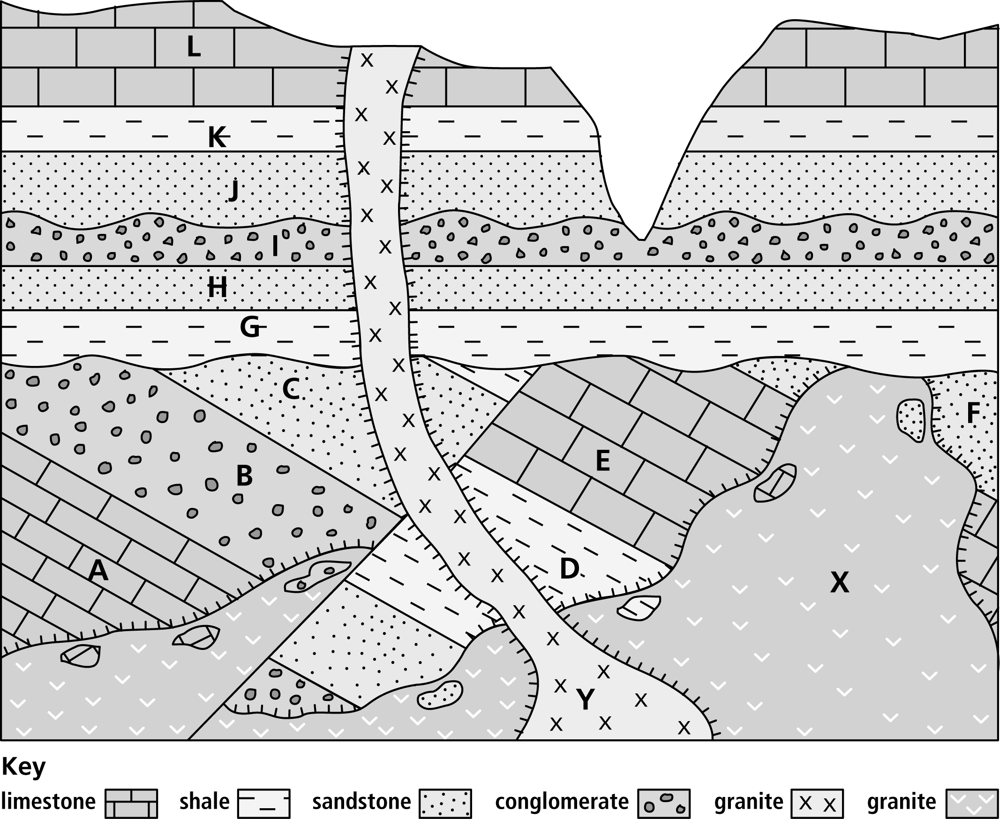 L
K
J
I
H
G
C
F
E
B
D
A
X
Y
Key
limestone
shale
sandstone
conglomerate
granite
granite